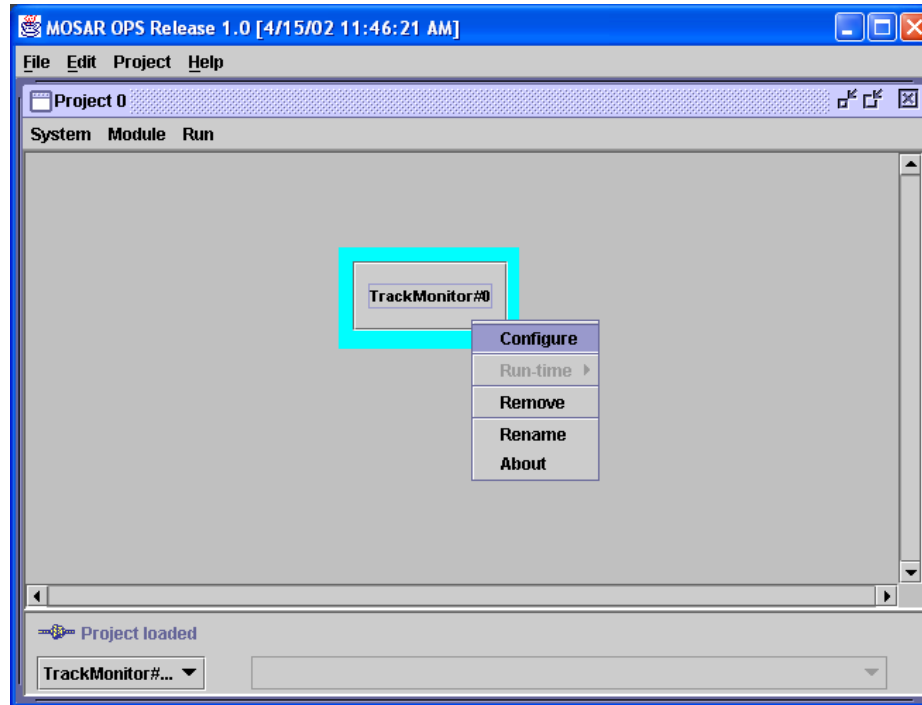 MOSAR OPS Release 1.0 [4/15/02 11:46:21 AM]
File Edit Project Help
Project 0
System Module Run
TrackMonitor#0
Configure
Run-time
Remove
Rename
About
Project loaded
TrackMonitor#...